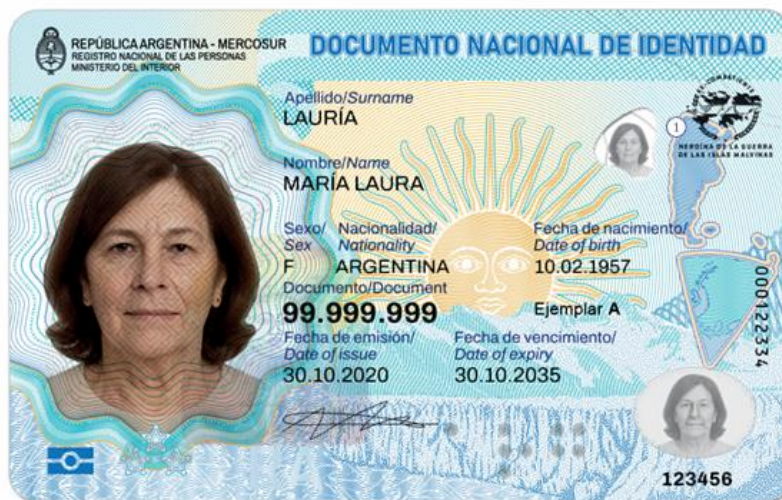 REPÚBLICA ARGENTINA - MERCOSUR
REGISTRO NACIONAL DE LAS PERSONAS
MINISTERIO DEL INTERIOR
DOCUMENTO NACIONAL DE IDENTIDAD
Apellido/Surname
LAURÍA
Nombre/Name
MARÍA LAURA
Sexo/ Nacionalidad/ Fecha de nacimiento/
Sex Nationality Date of birth
F ARGENTINA 10.02.1957
Documento/Document
99.999.999 Ejemplar A
Fecha de emisión/ Fecha de vencimiento/
Date of issue Date of expiry
30.10.2020 30.10.2035
1
EX-COMBATIENTE
HEROÍNA DE LA GUERRA
DE LAS ISLAS MALVINAS
000122334
123456